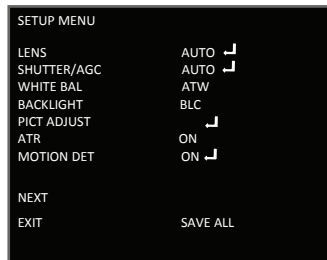 SETUP MENU
LENS AUTO ↵
SHUTTER/AGC AUTO ↵
WHITE BAL ATW
BACKLIGHT BLC
PICT ADJUST ↵
ATR ON
MOTION DET ON ↵
NEXT
EXIT SAVE ALL